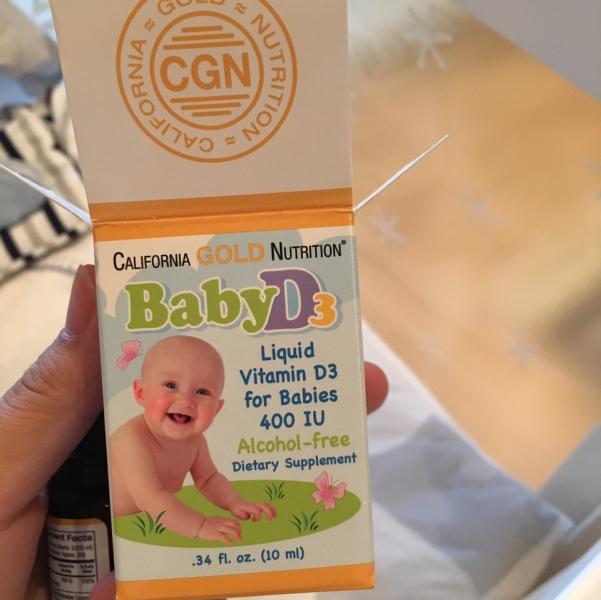 GOLD ≈ NUTRITION ≈ CALIFORNIA ≈
CGN
CALIFORNIA GOLD NUTRITION®
BabyD3
Liquid
Vitamin D3
for Babies
400 IU
Alcohol-free
Dietary Supplement
.34 fl. oz. (10 ml)
Facts